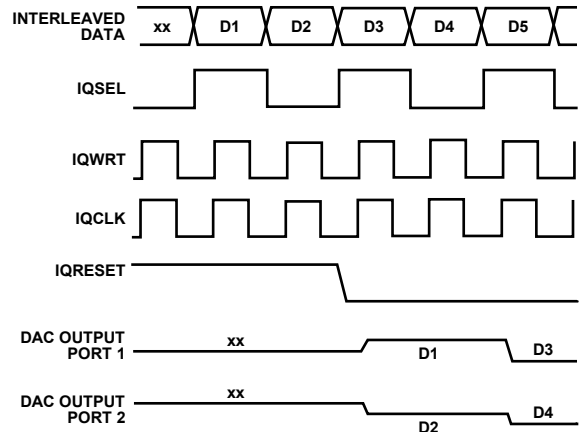 INTERLEAVED
DATA
xx D1 D2 D3 D4 D5
IQSEL
IQWRT
IQCLK
IQRESET
DAC OUTPUT
PORT 1
xx D1 D3
DAC OUTPUT
PORT 2
xx D2 D4